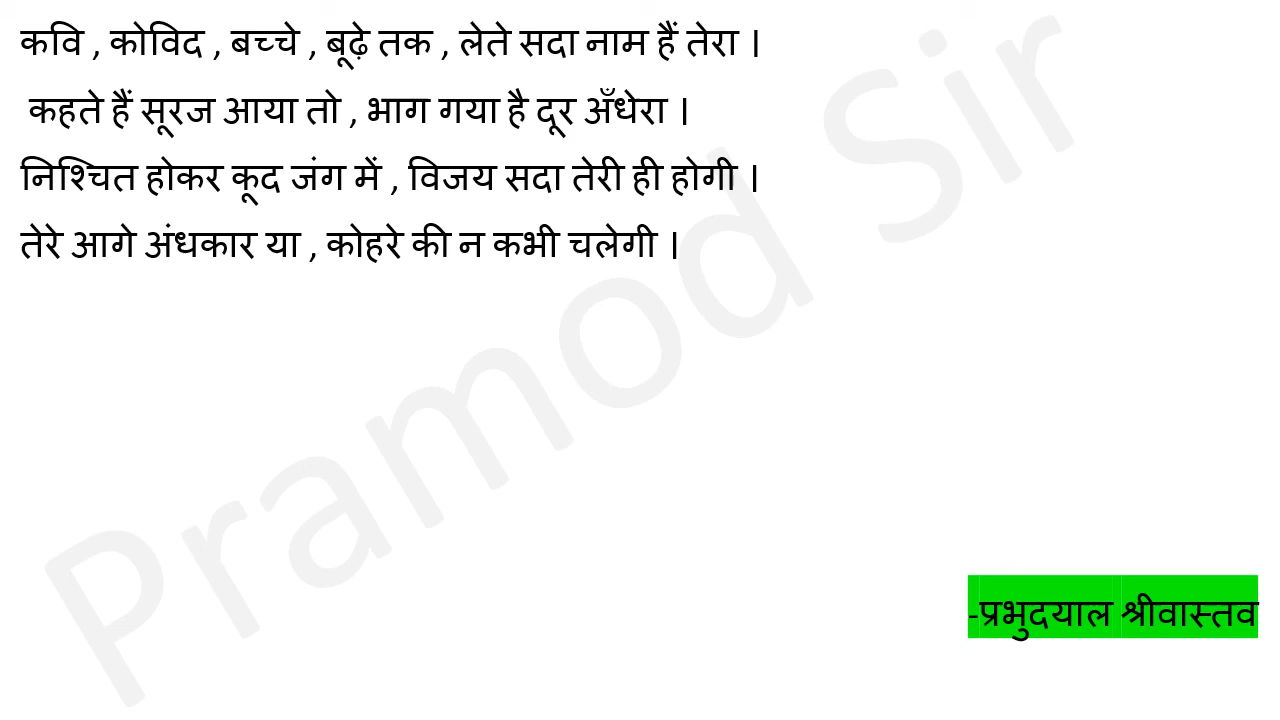 कवि , कोविद , बच्चे , बूढ़े तक , लेते सदा नाम हैं तेरा ।
कहते हैं सूरज आया तो , भाग गया है दूर अँधेरा ।
निश्चित होकर कूद जंग में , विजय सदा तेरी ही होगी ।
तेरे आगे अंधकार या , कोहरे की न कभी चलेगी ।
Pramod Sir
-प्रभुदयाल श्रीवास्तव